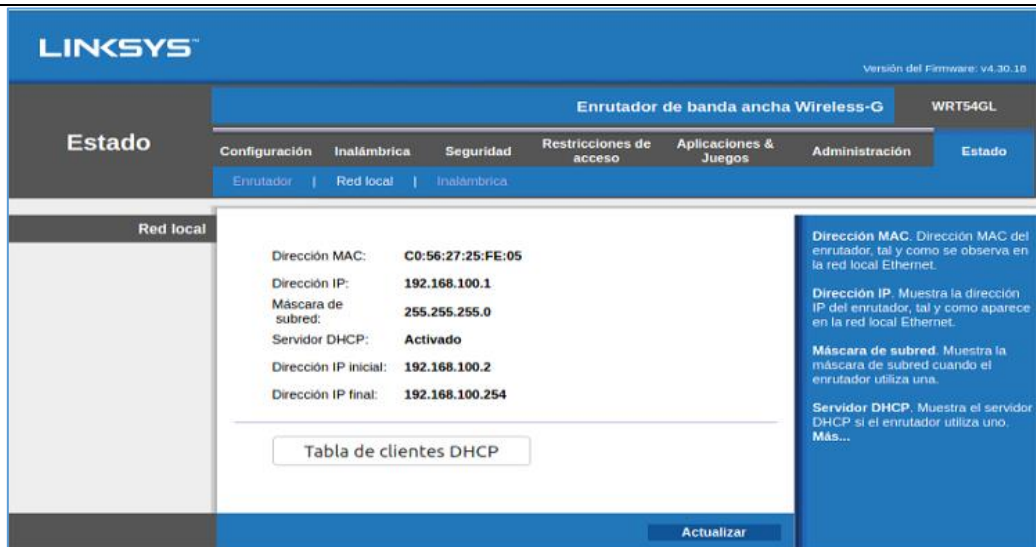 LINKSYS™
Versión del Firmware: v4.30.18
Enrutador de banda ancha Wireless-G
WRT54GL
Estado
Configuración
Inalámbrica
Seguridad
Restricciones de
acceso
Aplicaciones &
Juegos
Administración
Estado
Enrutador | Red local | Inalámbrica
Red local
Dirección MAC: C0:56:27:25:FE:05
Dirección IP: 192.168.100.1
Máscara de
subred: 255.255.255.0
Servidor DHCP: Activado
Dirección IP inicial: 192.168.100.2
Dirección IP final: 192.168.100.254
Tabla de clientes DHCP
Dirección MAC. Dirección MAC del
enrutador, tal y como se observa en
la red local Ethernet.
Dirección IP. Muestra la dirección
IP del enrutador, tal y como aparece
en la red local Ethernet.
Máscara de subred. Muestra la
máscara de subred cuando el
enrutador utiliza una.
Servidor DHCP. Muestra el servidor
DHCP si el enrutador utiliza uno.
Más...
Actualizar